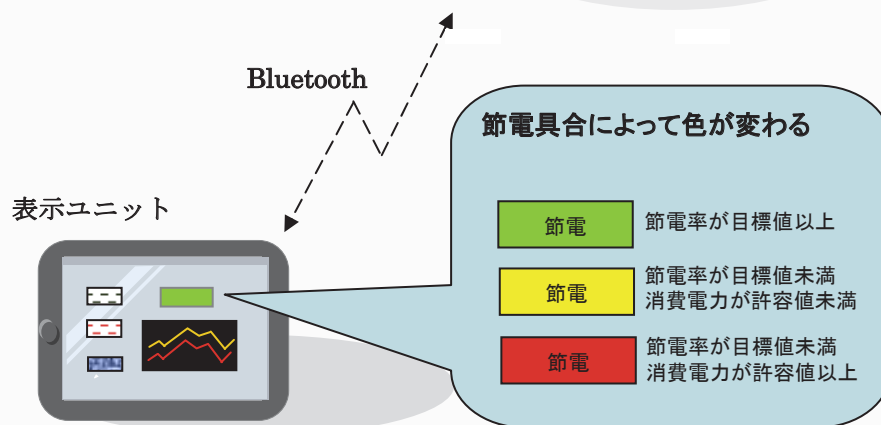 Bluetooth
節電具合によって色が変わる
表示ユニット
節電
節電率が目標値以上
節電
節電率が目標値未満
消費電力が許容値未満
節電
節電率が目標値未満
消費電力が許容値以上